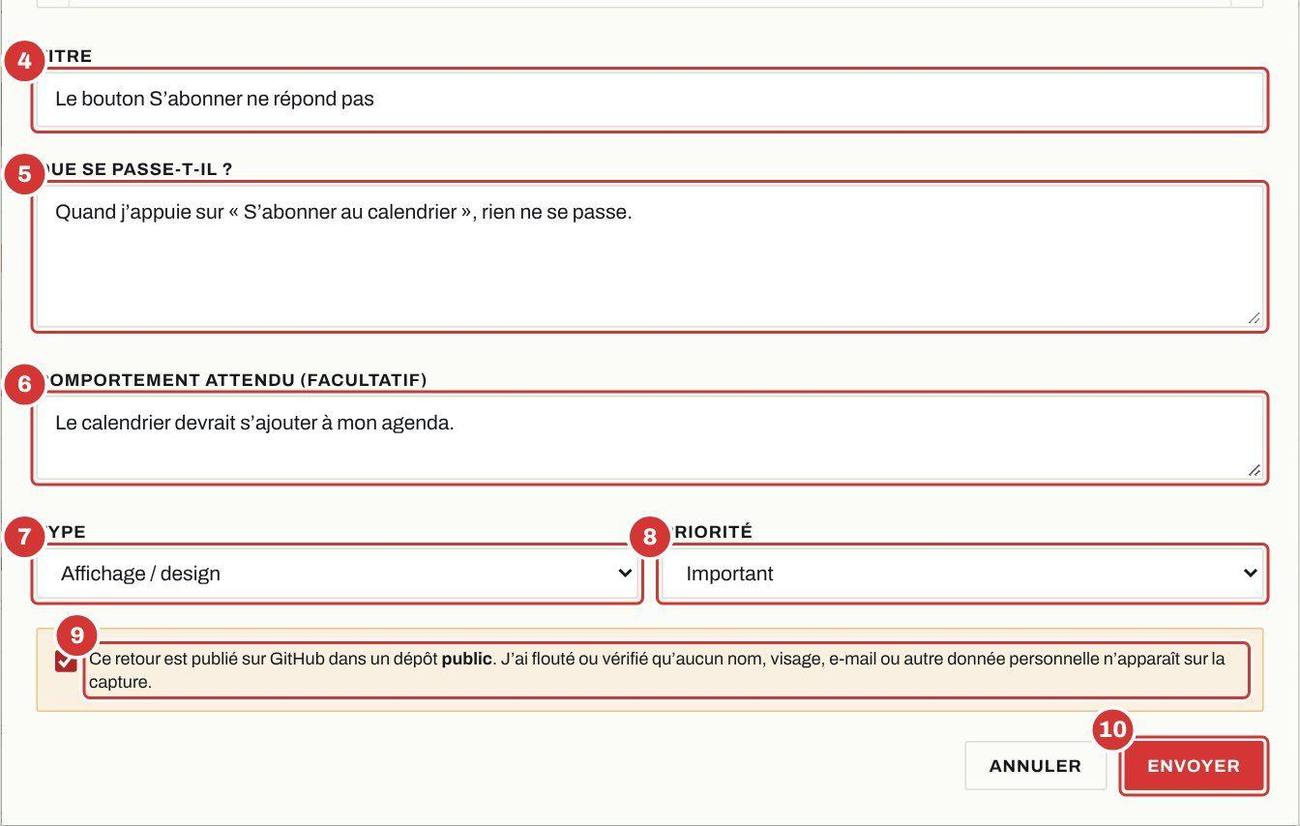 4 ITRE
Le bouton S’abonner ne répond pas
5 UE SE PASSE-T-IL ?
Quand j’appuie sur « S’abonner au calendrier », rien ne se passe.
6 OMPORTEMENT ATTENDU (FACULTATIF)
Le calendrier devrait s’ajouter à mon agenda.
7 YPE 8 RIORITÉ
Affichage / design Important
9
Ce retour est publié sur GitHub dans un dépôt public. J’ai flouté ou vérifié qu’aucun nom, visage, e-mail ou autre donnée personnelle n’apparaît sur la
capture.
10
ANNULER ENVOYER